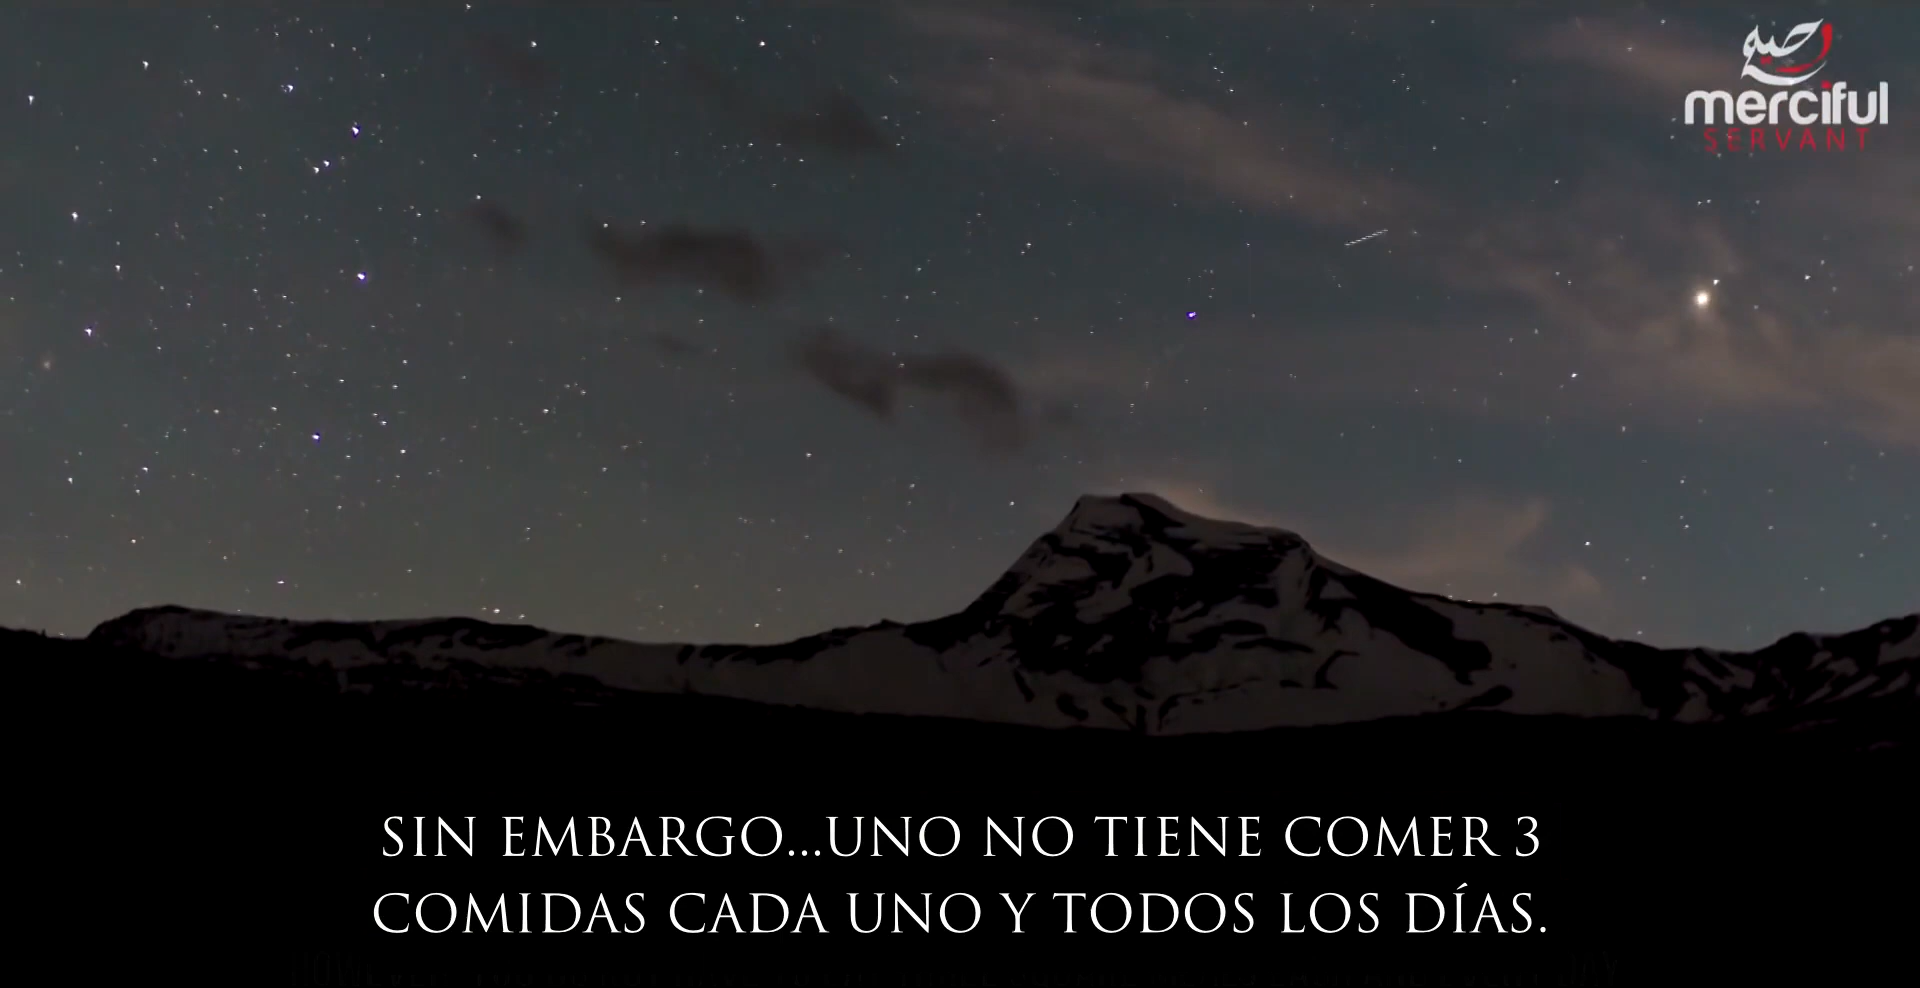 merciful
SERVANT
SIN EMBARGO...UNO NO TIENE COMER 3
COMIDAS CADA UNO Y TODOS LOS DÍAS.